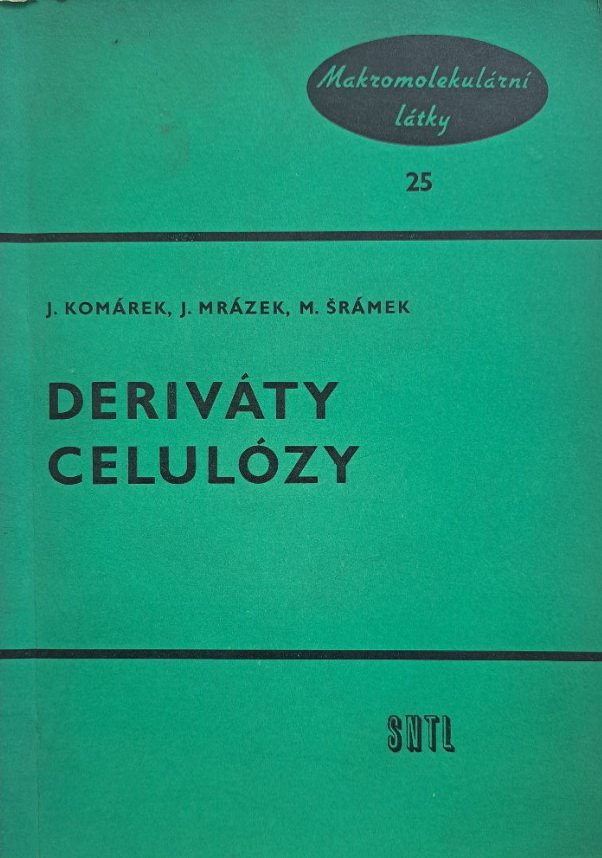 Makromolekulární
látky
25
J. KOMÁREK, J. MRÁZEK, M. ŠRÁMEK
DERIVÁTY
CELULÓZY
SNTL